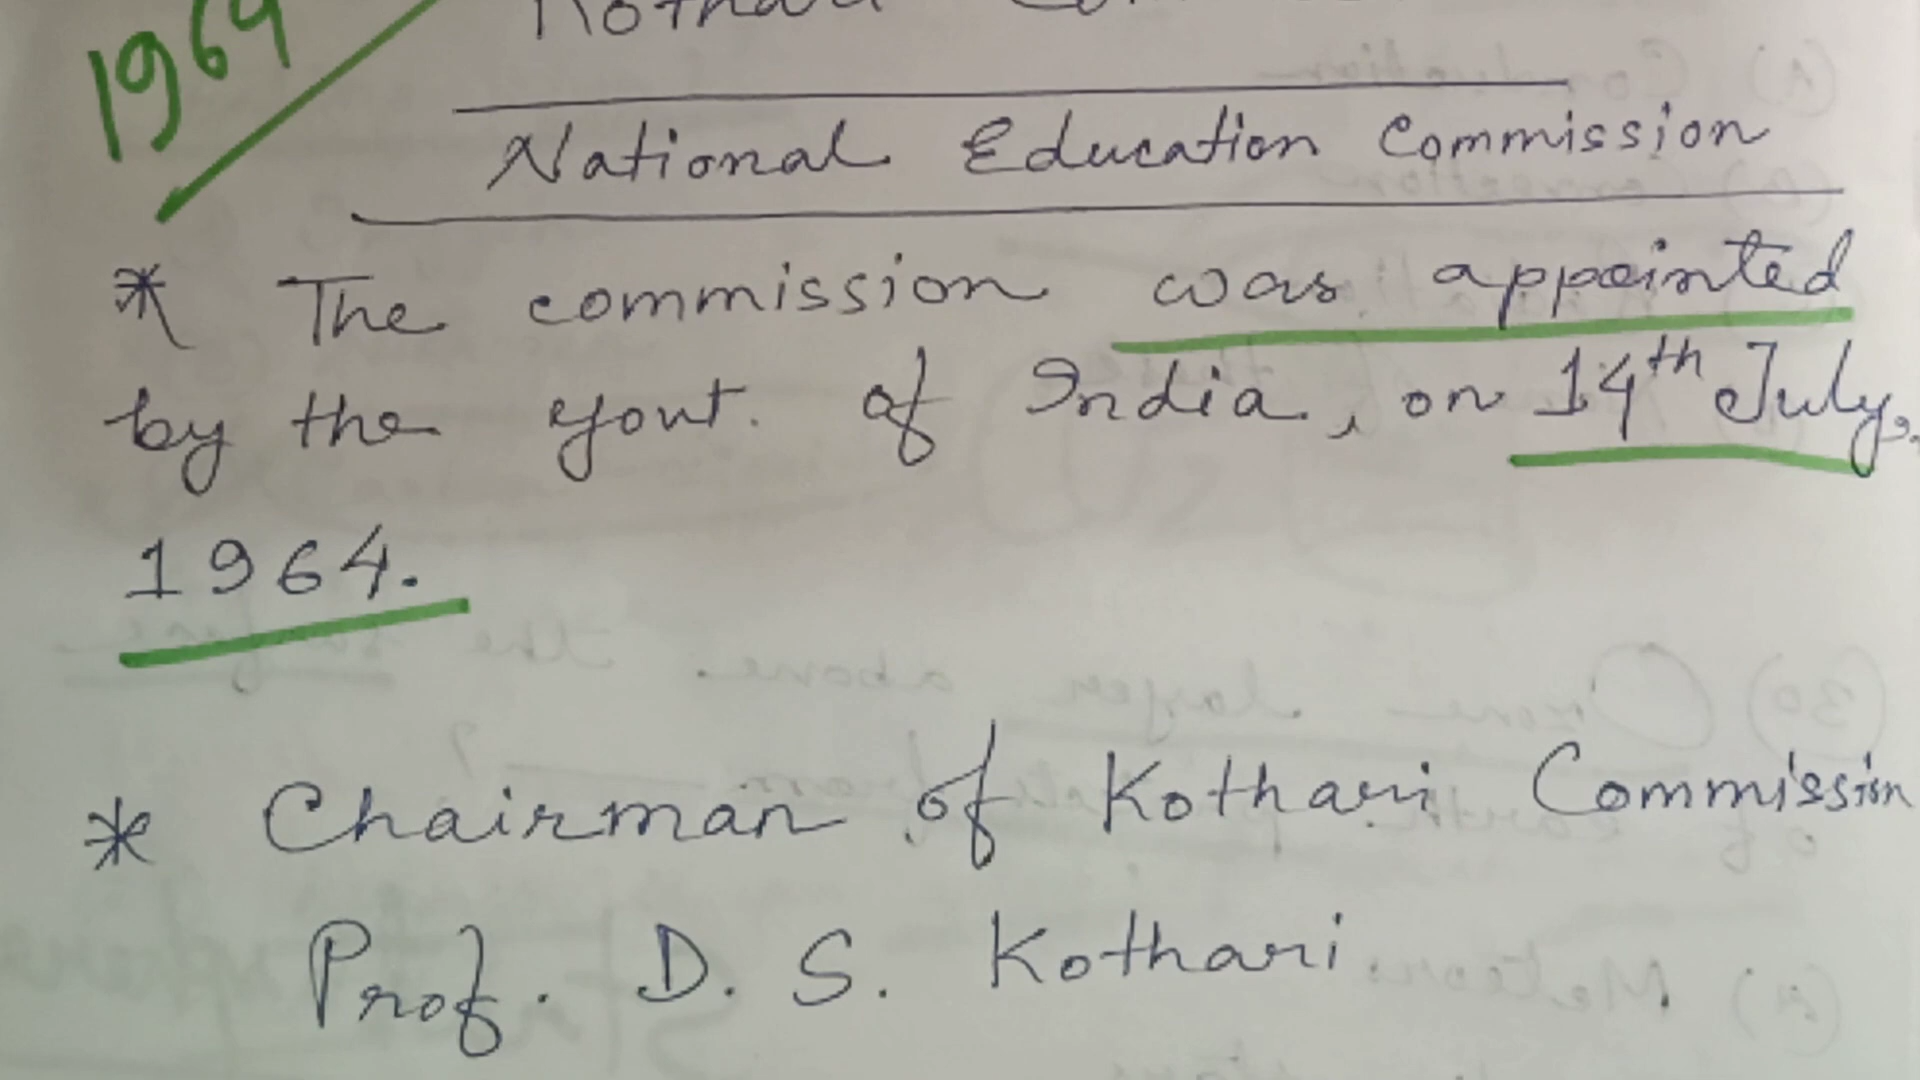 1964
Kothari
National Education Commission
* The commission was appointed
by the govt. of India, on 14th July,
1964.
* Chairman of Kothari Commission
Prof. D. S. Kothari